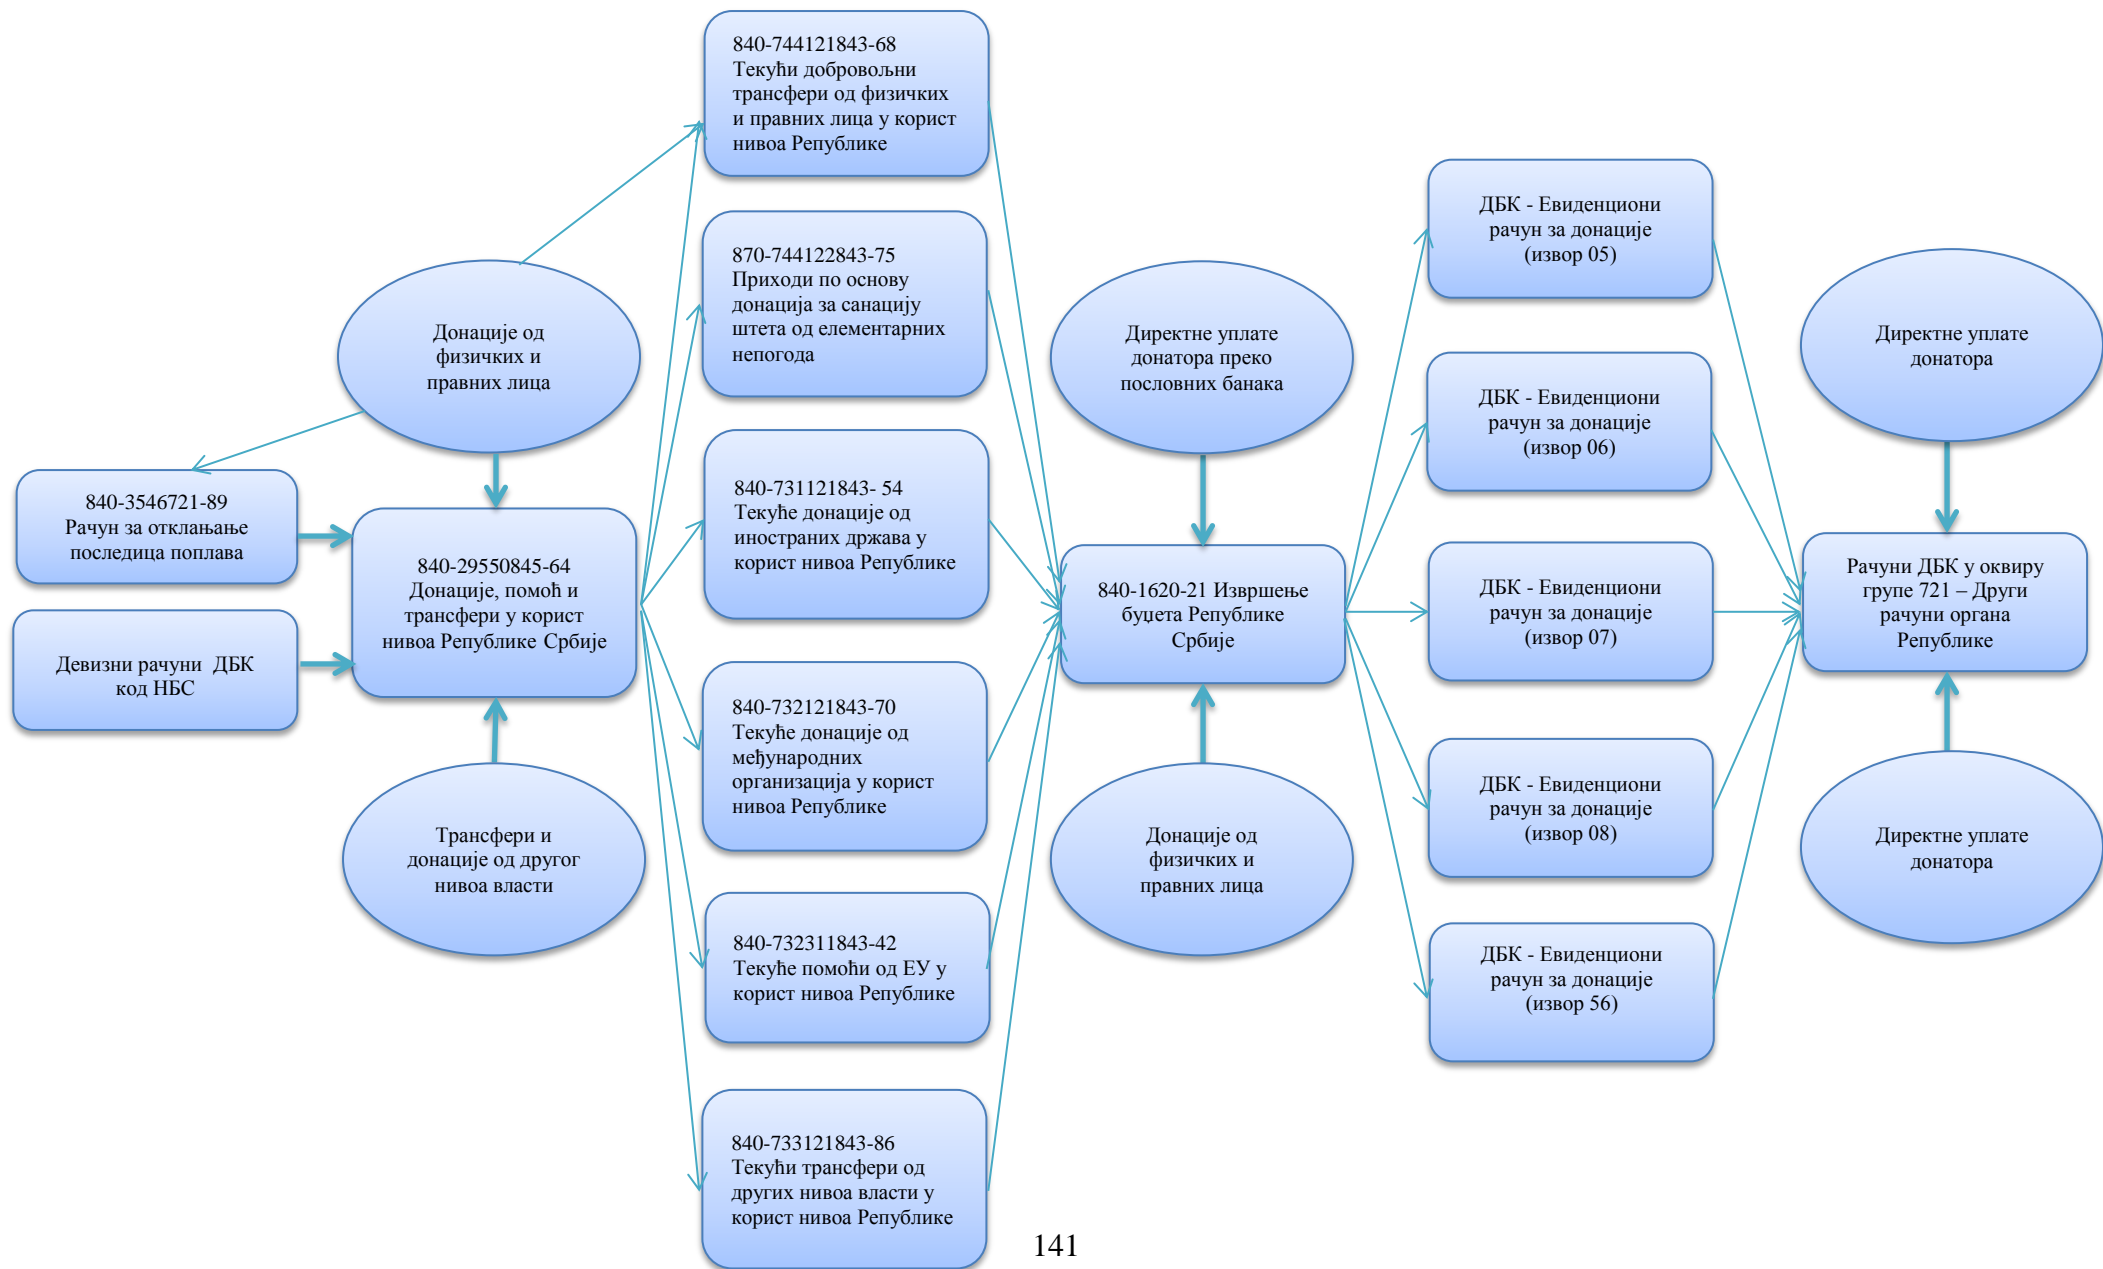 840-744121843-68
Текући добровољни
трансфери од физичких
и правних лица у корист
нивоа Републике
870-744122843-75
Приходи по основу
донација за санацију
штета од елементарних
непогода
840-731121843- 54
Текуће донације од
иностраних држава у
корист нивоа Републике
840-732121843-70
Текуће донације од
међународних
организација у корист
нивоа Републике
840-732311843-42
Текуће помоћи од ЕУ у
корист нивоа Републике
840-733121843-86
Текући трансфери од
других нивоа власти у
корист нивоа Републике
Донације од
физичких и
правних лица
840-3546721-89
Рачун за отклањање
последица поплава
Девизни рачуни ДБК
код НБС
840-29550845-64
Донације, помоћ и
трансфери у корист
нивоа Републике Србије
Трансфери и
донације од другог
нивоа власти
Директне уплате
донатора преко
пословних банака
840-1620-21 Извршење
буџета Републике
Србије
Донације од
физичких и
правних лица
ДБК - Евиденциони
рачун за донације
(извор 05)
ДБК - Евиденциони
рачун за донације
(извор 06)
ДБК - Евиденциони
рачун за донације
(извор 07)
ДБК - Евиденциони
рачун за донације
(извор 08)
ДБК - Евиденциони
рачун за донације
(извор 56)
Директне уплате
донатора
Рачуни ДБК у оквиру
групе 721 – Други
рачуни органа
Републике
Директне уплате
донатора
141